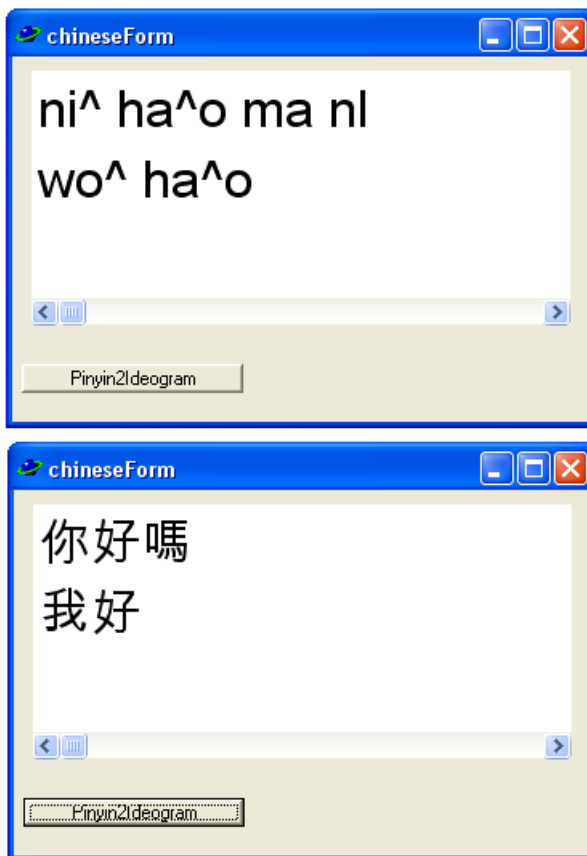 chineseForm
ni^ ha^o ma nl
wo^ ha^o
Pinyin2Ideogram
chineseForm
你好嗎
我好
Pinyin2Ideogram